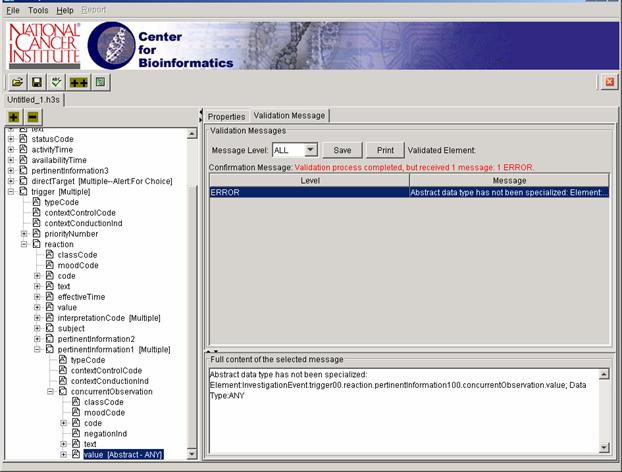 File Tools Help Report
NATIONAL
CANCER
INSTITUTE
Center
for
Bioinformatics
Untitled_1.h3s
text
statusCode
activityTime
availabilityTime
pertinentInformation3
directTarget [Multiple--Alert:For Choice]
trigger [Multiple]
typeCode
contextControlCode
contextConductionInd
priorityNumber
reaction
classCode
moodCode
code
text
effectiveTime
value
interpretationCode [Multiple]
subject
pertinentInformation2
pertinentInformation1 [Multiple]
typeCode
contextControlCode
contextConductionInd
concurrentObservation
classCode
moodCode
code
negationInd
text
value [Abstract - ANY]
Properties Validation Message
Validation Messages
Message Level: ALL Save Print Validated Element:
Confirmation Message: Validation process completed, but received 1 message: 1 ERROR.
Level Message
ERROR Abstract data type has not been specialized: Element:...
Full content of the selected message
Abstract data type has not been specialized:
Element:InvestigationEvent.trigger00.reaction.pertinentInformation100.concurrentObservation.value; Data
Type:ANY